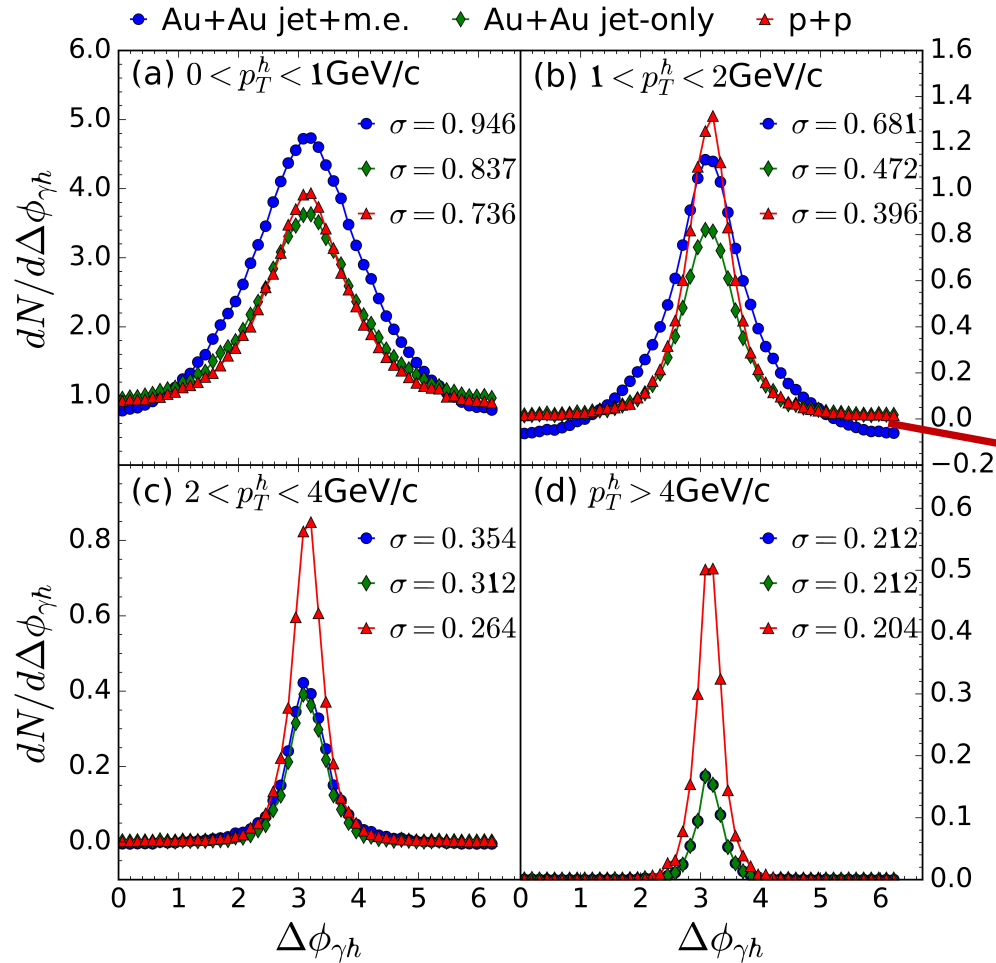 Au+Au jet+m.e. Au+Au jet-only p+p
(a) 0 < p_T^h < 1GeV/c
σ = 0.946
σ = 0.837
σ = 0.736
6.0
5.0
4.0
3.0
2.0
1.0
dN/dΔϕ_γh
(b) 1 < p_T^h < 2GeV/c
σ = 0.681
σ = 0.472
σ = 0.396
1.6
1.4
1.2
1.0
0.8
0.6
0.4
0.2
0.0
−0.2
(c) 2 < p_T^h < 4GeV/c
σ = 0.354
σ = 0.312
σ = 0.264
0.8
0.6
0.4
0.2
0.0
dN/dΔϕ_γh
0 1 2 3 4 5 6
Δϕ_γh
(d) p_T^h > 4GeV/c
σ = 0.212
σ = 0.212
σ = 0.204
0.6
0.5
0.4
0.3
0.2
0.1
0.0
0 1 2 3 4 5 6
Δϕ_γh